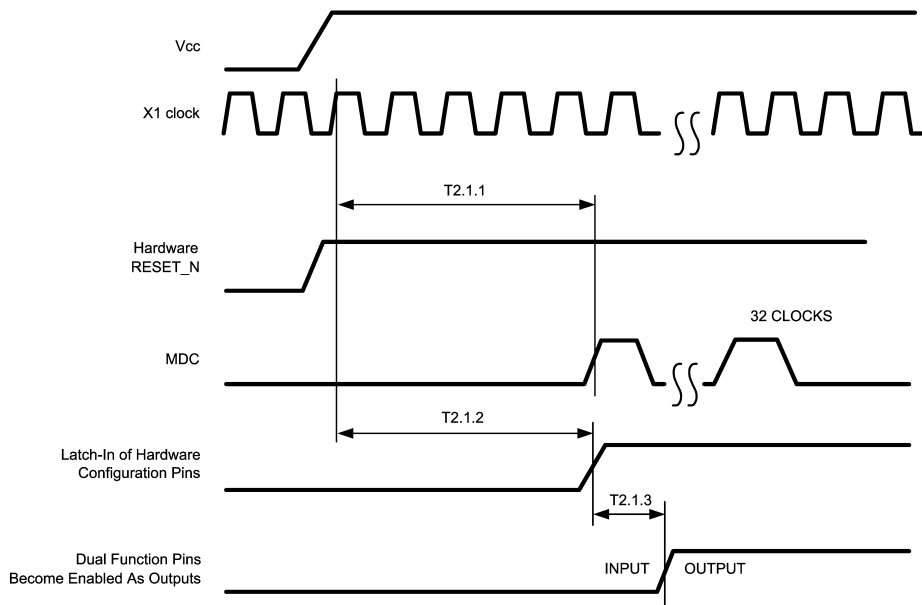 Vcc
X1 clock
T2.1.1
Hardware
RESET_N
32 CLOCKS
MDC
T2.1.2
Latch-In of Hardware
Configuration Pins
T2.1.3
Dual Function Pins
Become Enabled As Outputs
INPUT
OUTPUT